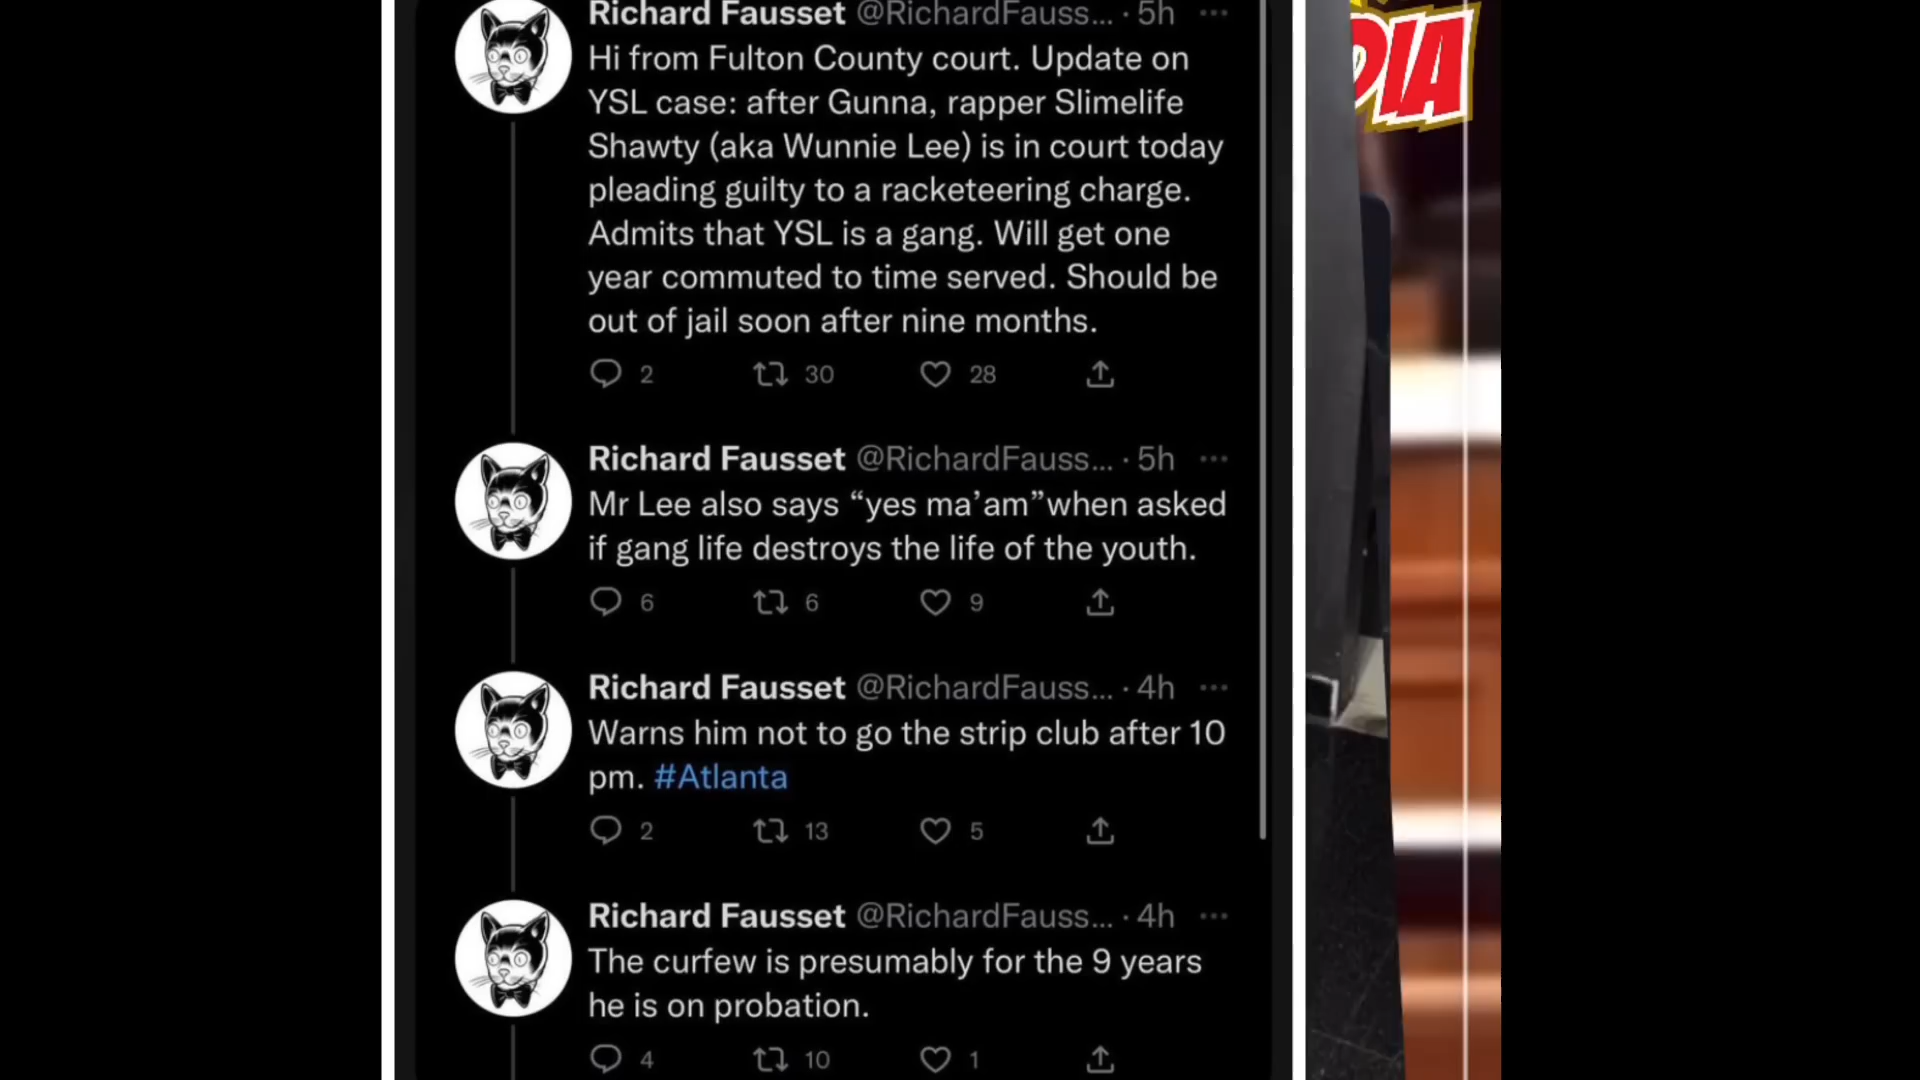 Richard Fausset @RichardFauss... · 5h ...
Hi from Fulton County court. Update on
YSL case: after Gunna, rapper Slimelife
Shawty (aka Wunnie Lee) is in court today
pleading guilty to a racketeering charge.
Admits that YSL is a gang. Will get one
year commuted to time served. Should be
out of jail soon after nine months.
2 30 28
Richard Fausset @RichardFauss... · 5h ...
Mr Lee also says “yes ma’am”when asked
if gang life destroys the life of the youth.
6 6 9
Richard Fausset @RichardFauss... · 4h ...
Warns him not to go the strip club after 10
pm. #Atlanta
2 13 5
Richard Fausset @RichardFauss... · 4h ...
The curfew is presumably for the 9 years
he is on probation.
4 10 1
DIA